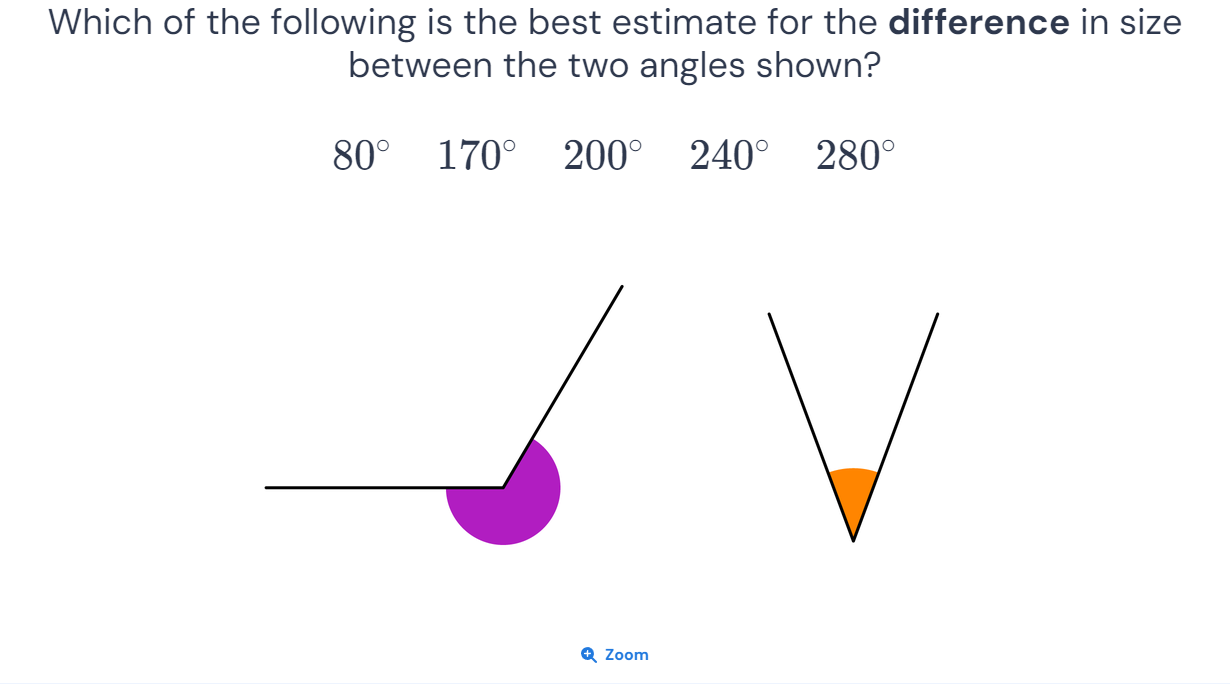 Which of the following is the best estimate for the difference in size
between the two angles shown?
80° 170° 200° 240° 280°
Zoom